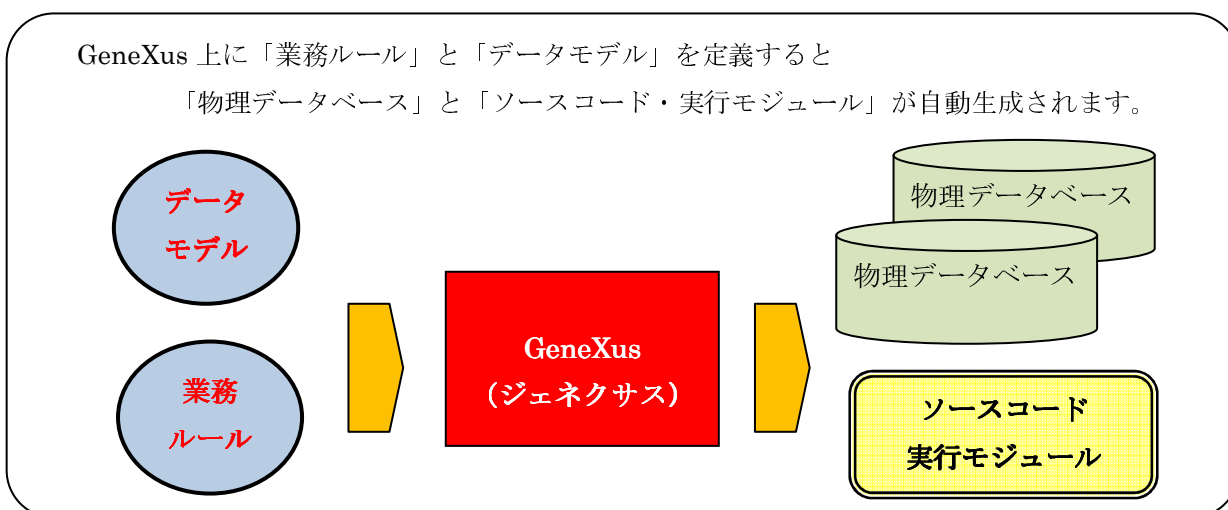 GeneXus 上に「業務ルール」と「データモデル」を定義すると
「物理データベース」と「ソースコード・実行モジュール」が自動生成されます。
データ
モデル
業務
ルール
GeneXus
（ジェネクサス）
物理データベース
物理データベース
ソースコード
実行モジュール